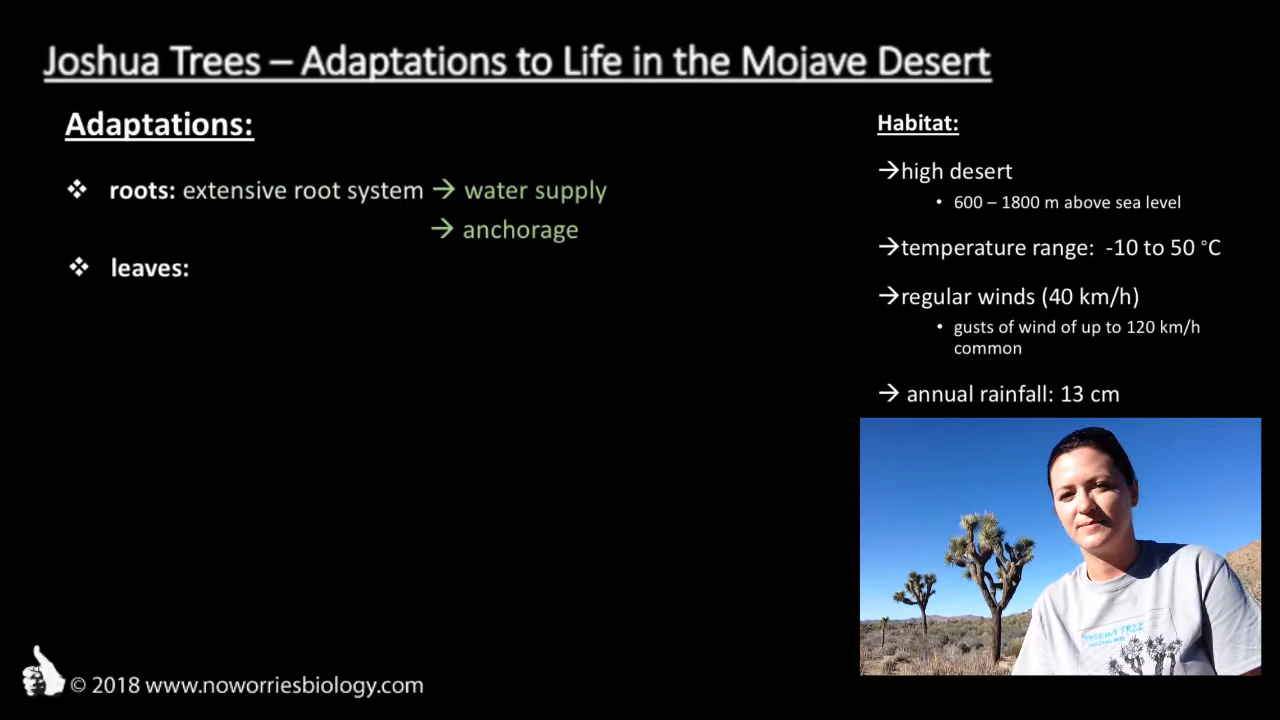 Joshua Trees – Adaptations to Life in the Mojave Desert
Adaptations:
❖ roots: extensive root system → water supply
→ anchorage
❖ leaves:
Habitat:
→high desert
• 600 – 1800 m above sea level
→temperature range: -10 to 50 °C
→regular winds (40 km/h)
• gusts of wind of up to 120 km/h
common
→ annual rainfall: 13 cm
JOSHUA TREE
© 2018 www.noworriesbiology.com